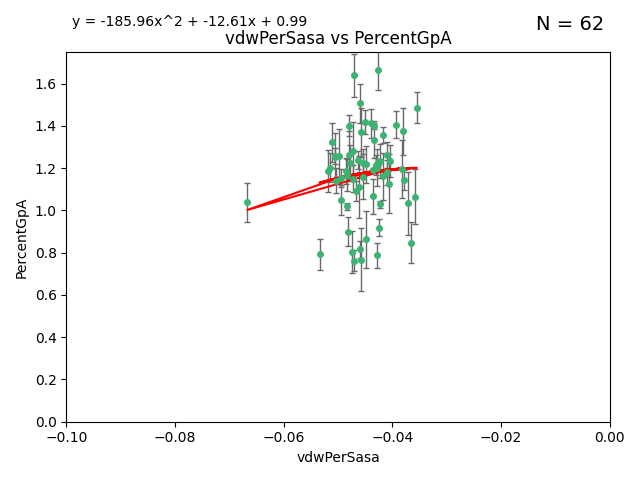 y = -185.96x^2 + -12.61x + 0.99
N = 62
vdwPerSasa vs PercentGpA
PercentGpA
1.6
1.4
1.2
1.0
0.8
0.6
0.4
0.2
0.0
−0.10 −0.08 −0.06 −0.04 −0.02 0.00
vdwPerSasa